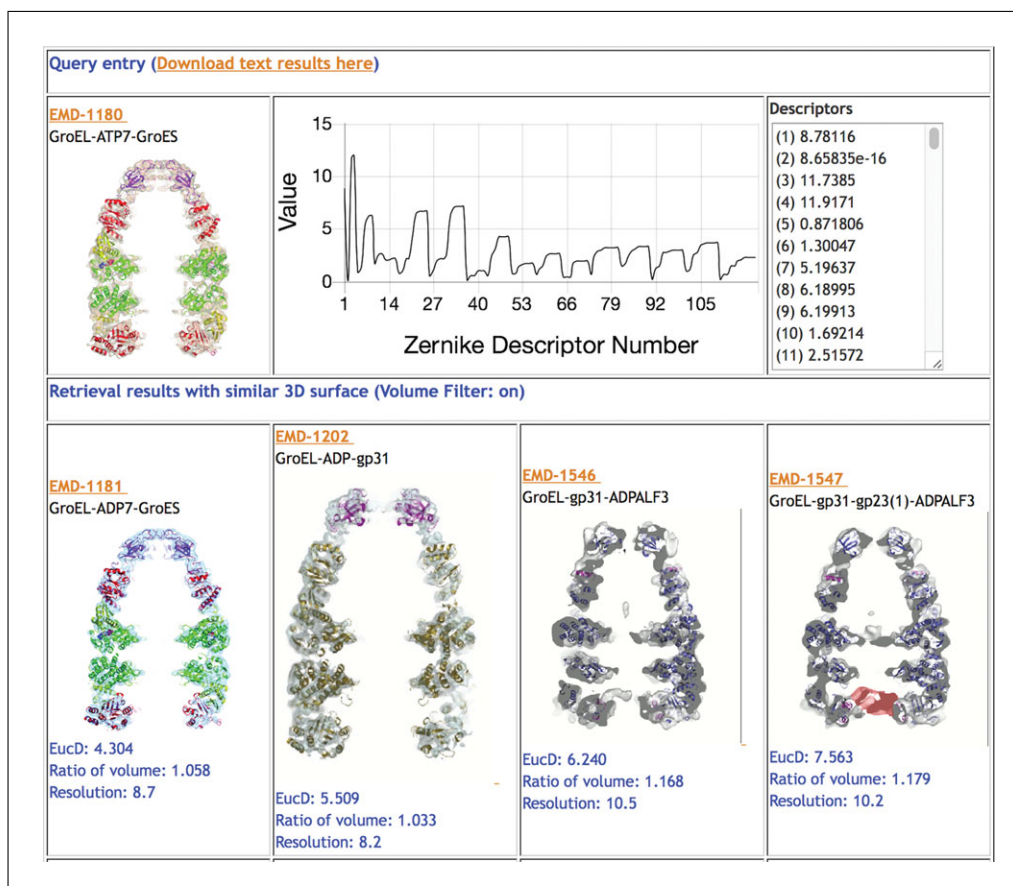 Query entry (Download text results here)
EMD-1180
GroEL-ATP7-GroES
15
10
5
0
Value
1 14 27 40 53 66 79 92 105
Zernike Descriptor Number
Descriptors
(1) 8.78116
(2) 8.65835e-16
(3) 11.7385
(4) 11.9171
(5) 0.871806
(6) 1.30047
(7) 5.19637
(8) 6.18995
(9) 6.19913
(10) 1.69214
(11) 2.51572
Retrieval results with similar 3D surface (Volume Filter: on)
EMD-1181
GroEL-ADP7-GroES
EucD: 4.304
Ratio of volume: 1.058
Resolution: 8.7
EMD-1202
GroEL-ADP-gp31
EucD: 5.509
Ratio of volume: 1.033
Resolution: 8.2
EMD-1546
GroEL-gp31-ADPALF3
EucD: 6.240
Ratio of volume: 1.168
Resolution: 10.5
EMD-1547
GroEL-gp31-gp23(1)-ADPALF3
EucD: 7.563
Ratio of volume: 1.179
Resolution: 10.2